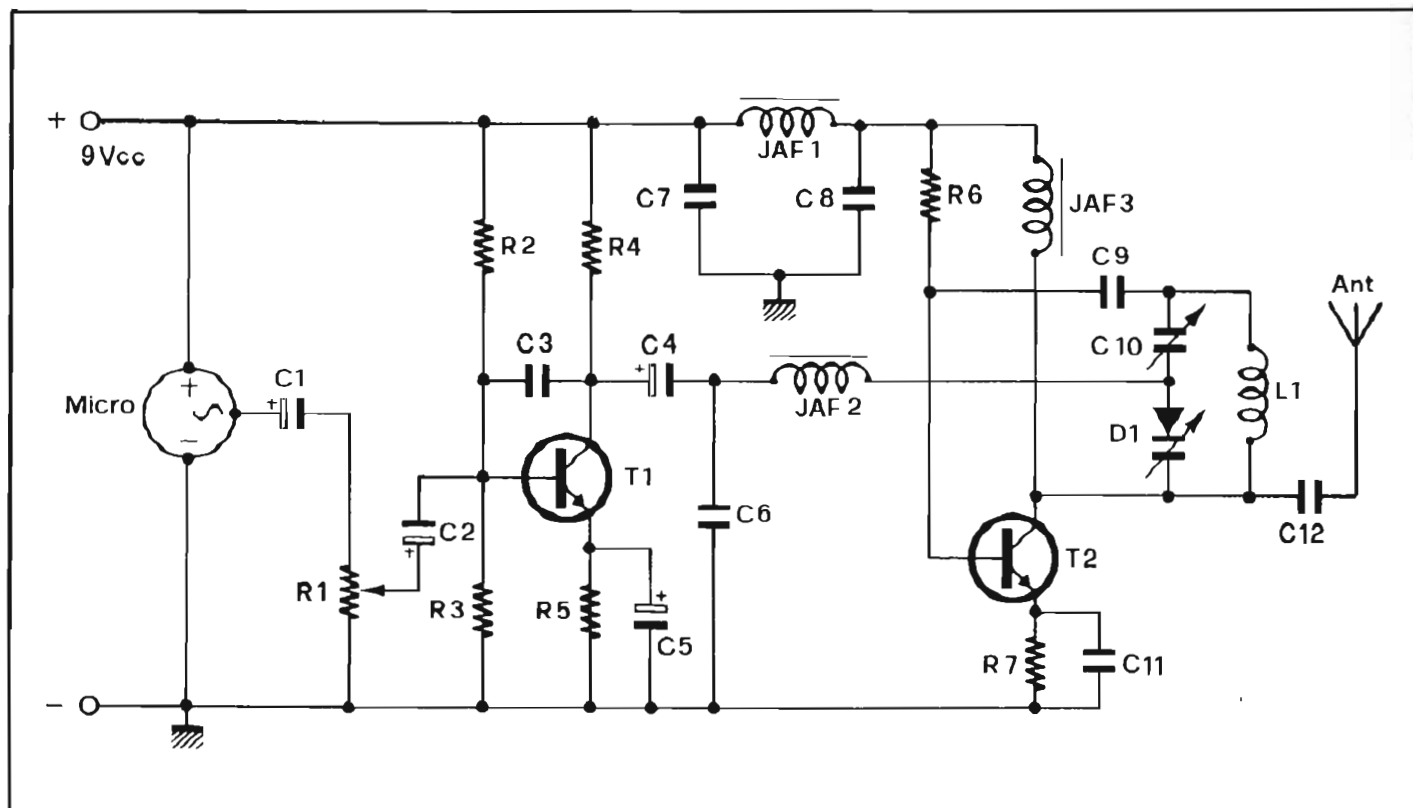 +
9Vcc
JAF1
C7
C8
R6
JAF3
R2
R4
C9
Ant
C3
+
C4
C10
Micro
+
−
+
C1
JAF2
L1
D1
T1
C2
+
C6
C12
T2
R1
R3
R5
+
C5
R7
C11
−